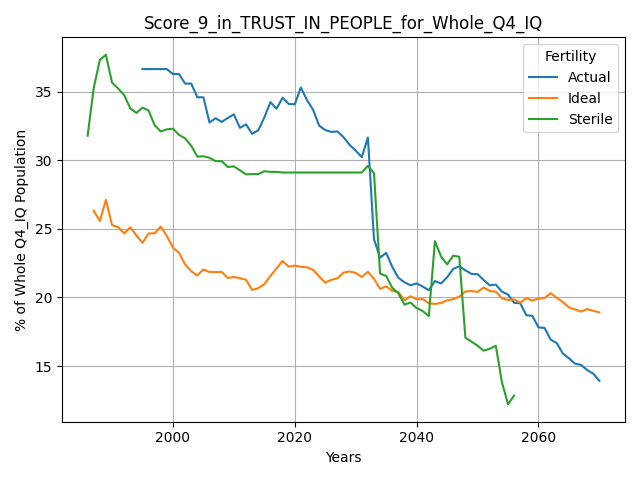 Score_9_in_TRUST_IN_PEOPLE_for_Whole_Q4_IQ
Fertility
Actual
Ideal
Sterile
% of Whole Q4_IQ Population
35
30
25
20
15
2000
2020
2040
2060
Years